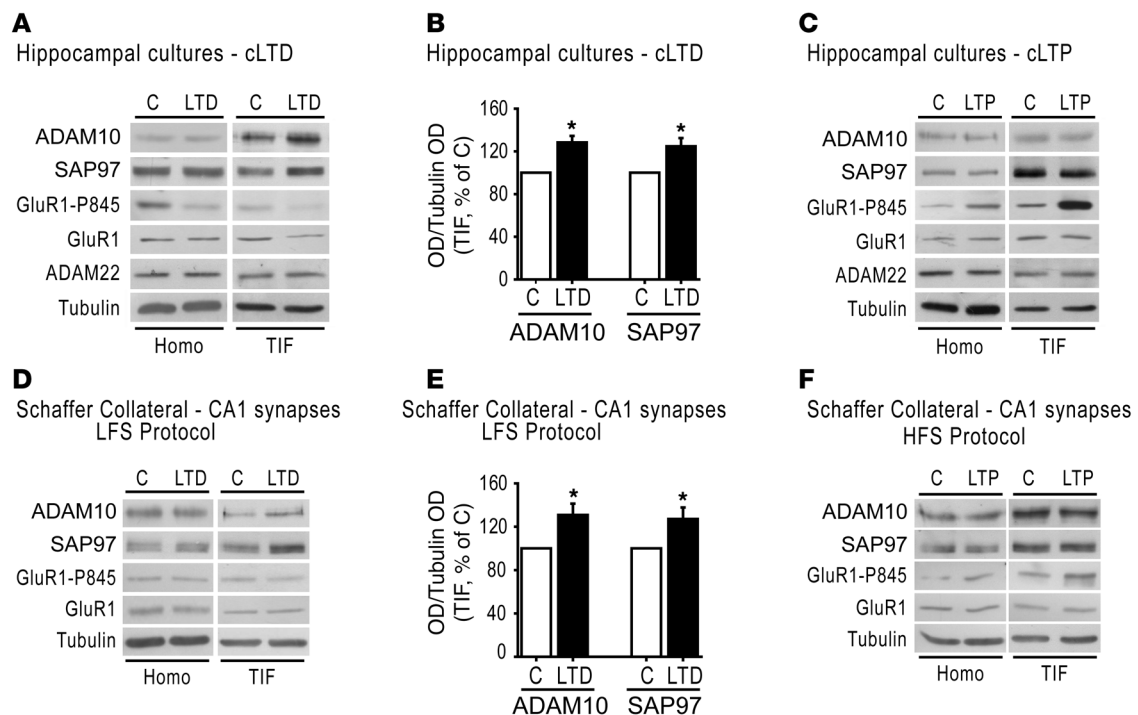 A
Hippocampal cultures - cLTD
C LTD C LTD
ADAM10
SAP97
GluR1-P845
GluR1
ADAM22
Tubulin
Homo TIF
B
Hippocampal cultures - cLTD
OD/Tubulin OD
(TIF, % of C)
160
120
80
40
0
* *
C LTD C LTD
ADAM10 SAP97
C
Hippocampal cultures - cLTP
C LTP C LTP
ADAM10
SAP97
GluR1-P845
GluR1
ADAM22
Tubulin
Homo TIF
D
Schaffer Collateral - CA1 synapses
LFS Protocol
C LTD C LTD
ADAM10
SAP97
GluR1-P845
GluR1
Tubulin
Homo TIF
E
Schaffer Collateral - CA1 synapses
LFS Protocol
OD/Tubulin OD
(TIF, % of C)
160
120
80
40
0
* *
C LTD C LTD
ADAM10 SAP97
F
Schaffer Collateral - CA1 synapses
HFS Protocol
C LTP C LTP
ADAM10
SAP97
GluR1-P845
GluR1
Tubulin
Homo TIF